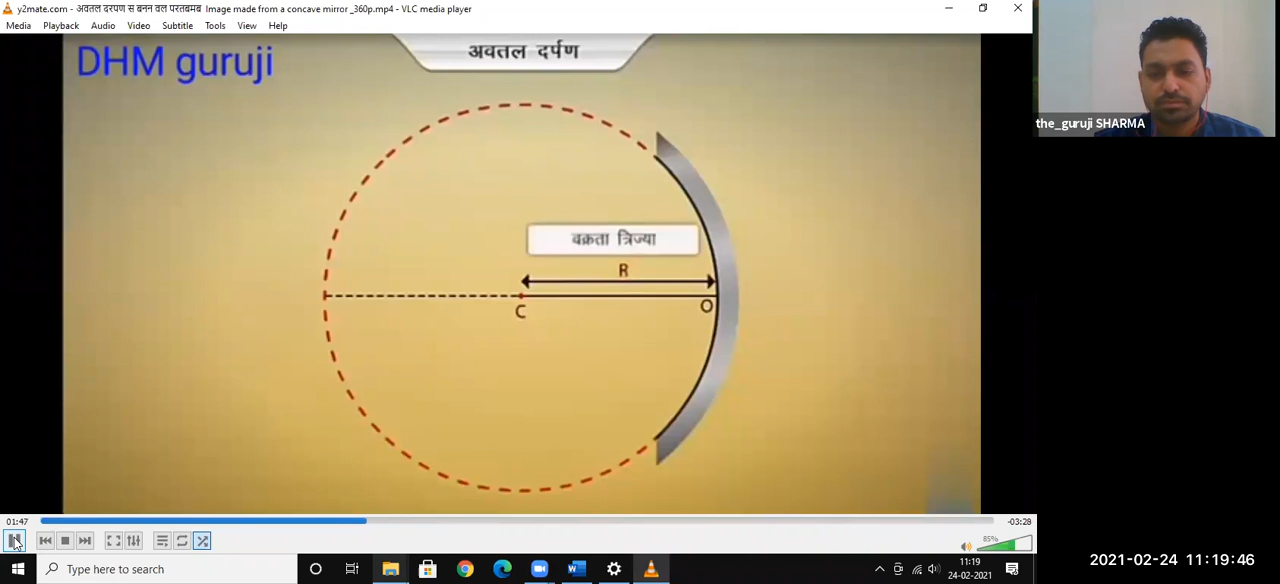 y2mate.com - अवतल दरपण स बनन वल परतबमब Image made from a concave mirror _360p.mp4 - VLC media player
Media Playback Audio Video Subtitle Tools View Help
DHM guruji
अवतल दर्पण
the_guruji SHARMA
वक्रता त्रिज्या
R
C
O
01:47
-03:28
85%
Type here to search
11:19
24-02-2021
2021-02-24 11:19:46